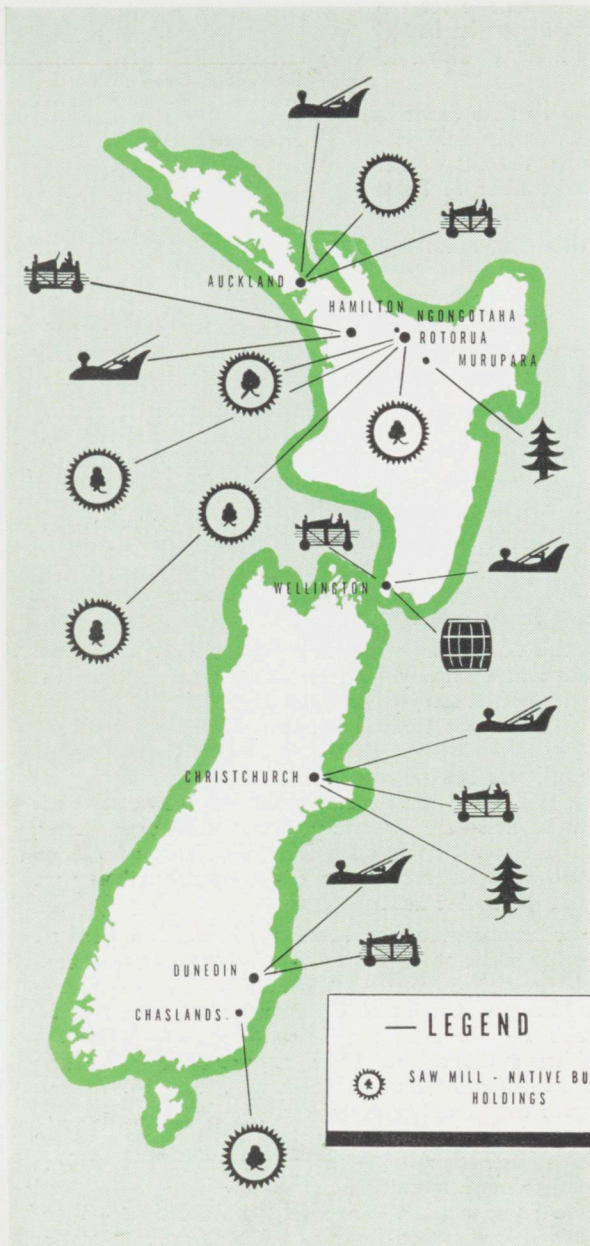 AUCKLAND
HAMILTON
NGONGOTAHA
ROTORUA
MURUPARA
WELLINGTON
CHRISTCHURCH
DUNEDIN
CHASLANDS.
— LEGEND
SAW MILL - NATIVE BU
HOLDINGS